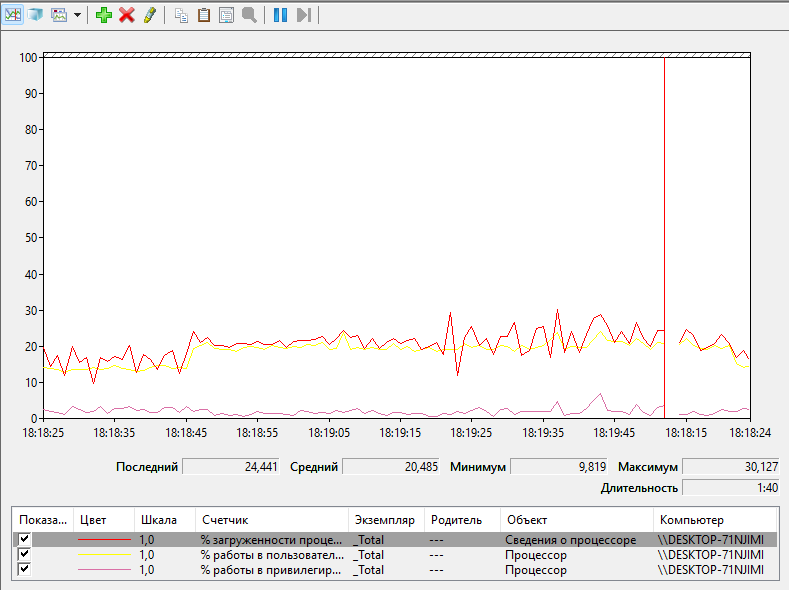 100
90
80
70
60
50
40
30
20
10
0
18:18:25 18:18:35 18:18:45 18:18:55 18:19:05 18:19:15 18:19:25 18:19:35 18:19:45 18:18:15 18:18:24
Последний 24,441 Средний 20,485 Минимум 9,819 Максимум 30,127
Длительность 1:40
Показа... Цвет Шкала Счетчик Экземпляр Родитель Объект Компьютер
1,0 % загруженности проце... _Total --- Сведения о процессоре \\DESKTOP-71NJIMI
1,0 % работы в пользовател... _Total --- Процессор \\DESKTOP-71NJIMI
1,0 % работы в привилегир... _Total --- Процессор \\DESKTOP-71NJIMI